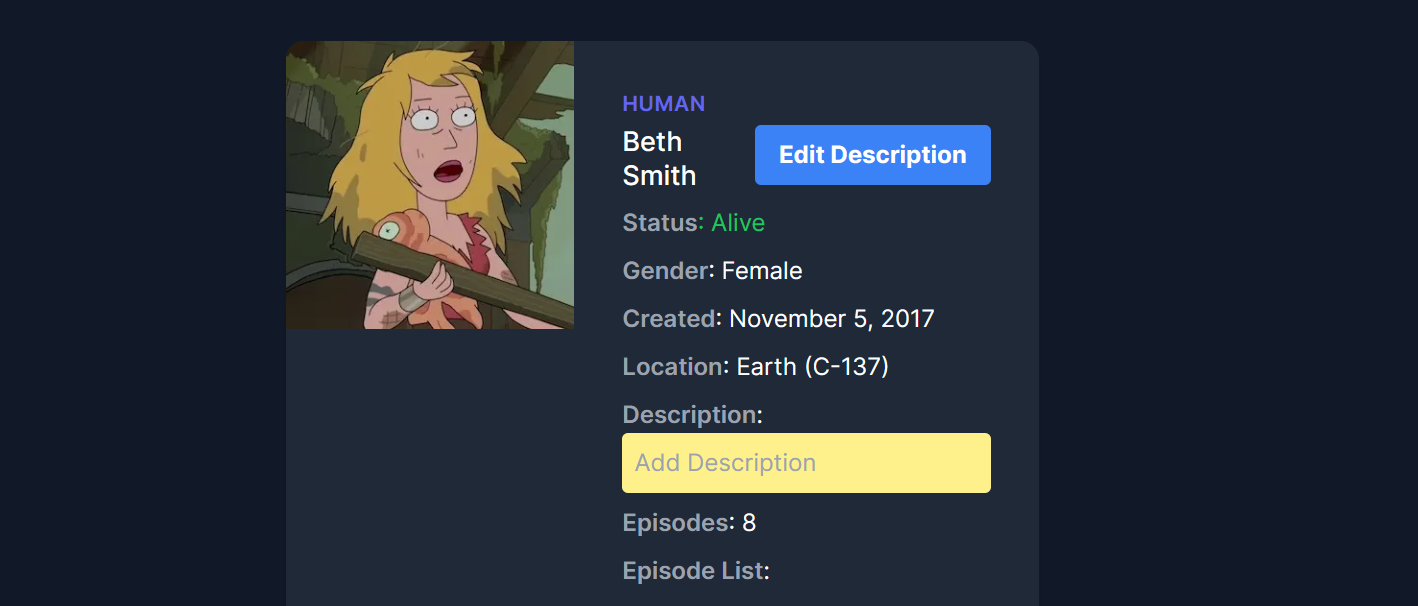 HUMAN
Beth
Smith
Edit Description
Status: Alive
Gender: Female
Created: November 5, 2017
Location: Earth (C-137)
Description:
Add Description
Episodes: 8
Episode List: